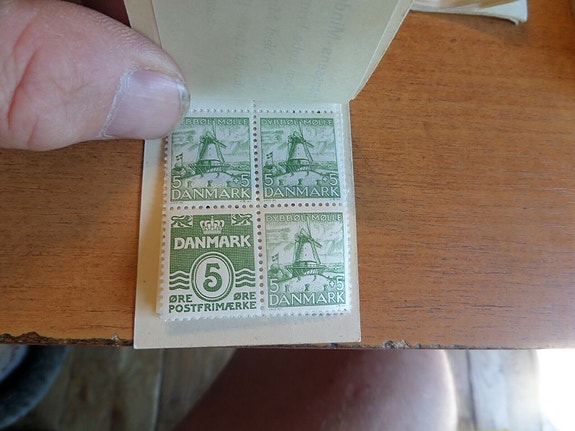 DYBBØL MØLLE
5 +5
DANMARK
DYBBØL MØLLE
5 +5
DANMARK
DANMARK
5
ØRE ØRE
POSTFRIMÆRKE
DYBBØL MØLLE
5 +5
DANMARK